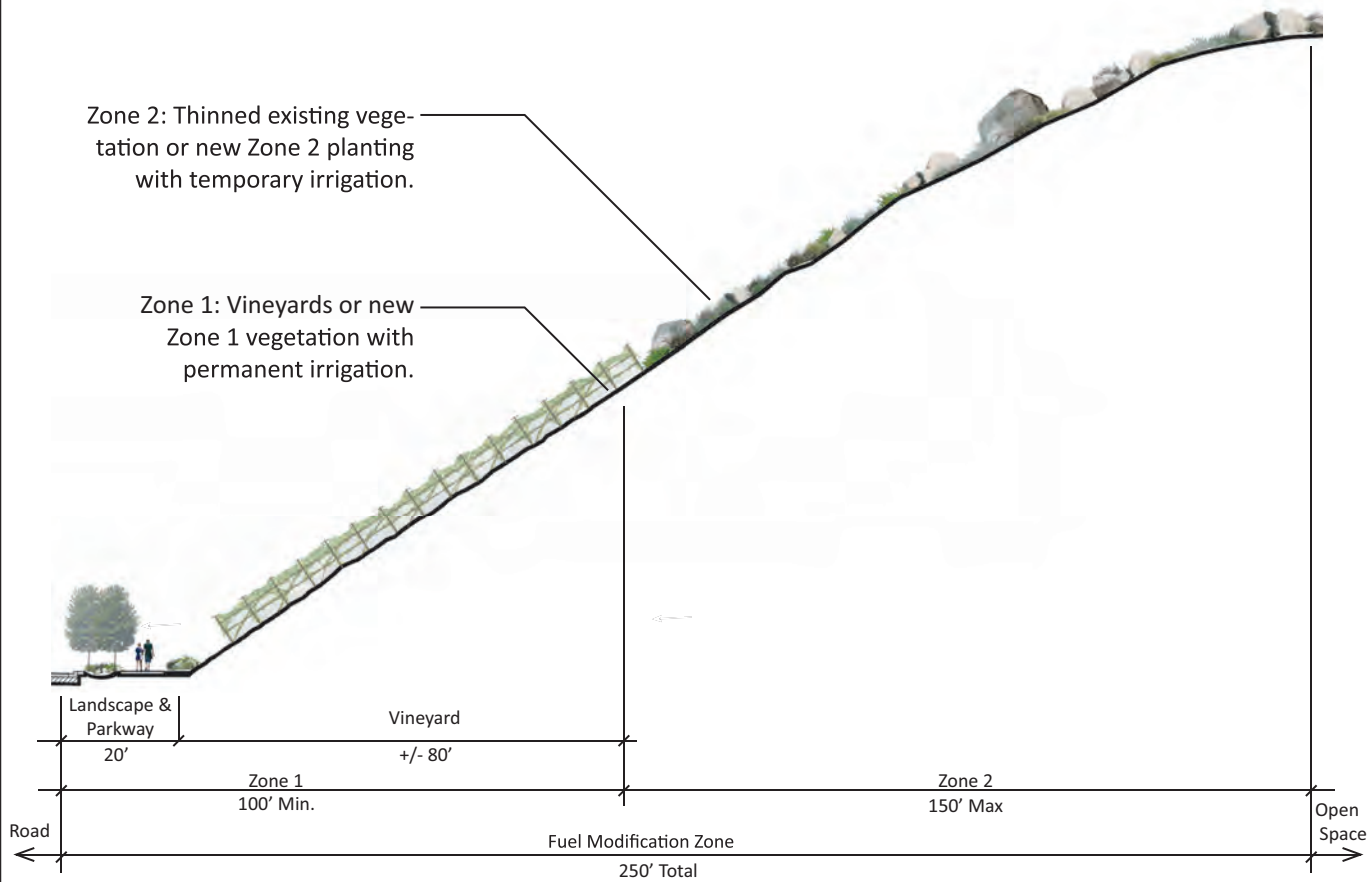 Zone 2: Thinned existing vege-
tation or new Zone 2 planting
with temporary irrigation.
Zone 1: Vineyards or new
Zone 1 vegetation with
permanent irrigation.
Landscape &
Parkway
20’
Vineyard
+/- 80’
Zone 1
100’ Min.
Zone 2
150’ Max
Road
Open
Space
Fuel Modification Zone
250’ Total